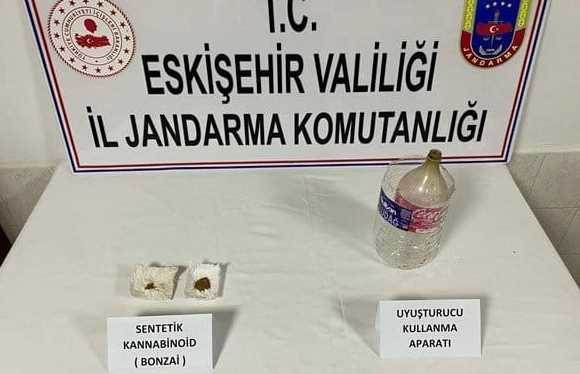 T.C.
ESKİŞEHİR VALİLİĞİ
İL JANDARMA KOMUTANLIĞI
JANDARMA
SENTETİK
KANNABİNOİD
( BONZAİ )
UYUŞTURUCU
KULLANMA
APARATI